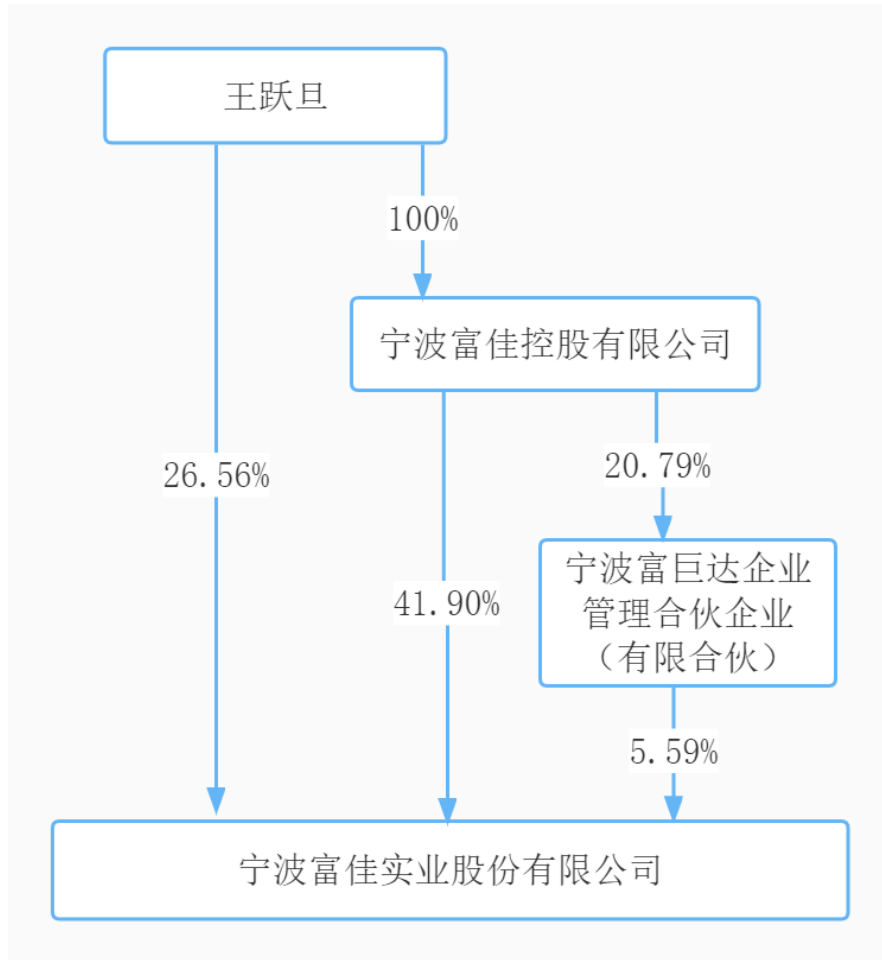 王跃旦
100%
宁波富佳控股有限公司
26.56%
20.79%
41.90%
宁波富巨达企业
管理合伙企业
（有限合伙）
5.59%
宁波富佳实业股份有限公司